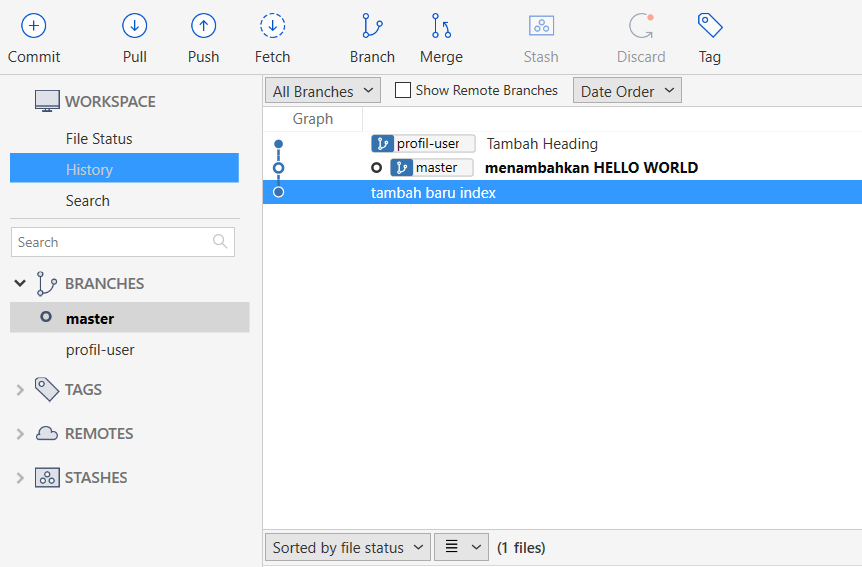 Commit Pull Push Fetch Branch Merge Stash Discard Tag
WORKSPACE
File Status
History
Search
Search
BRANCHES
master
profil-user
TAGS
REMOTES
STASHES
All Branches Show Remote Branches Date Order
Graph
profil-user Tambah Heading
master menambahkan HELLO WORLD
tambah baru index
Sorted by file status (1 files)